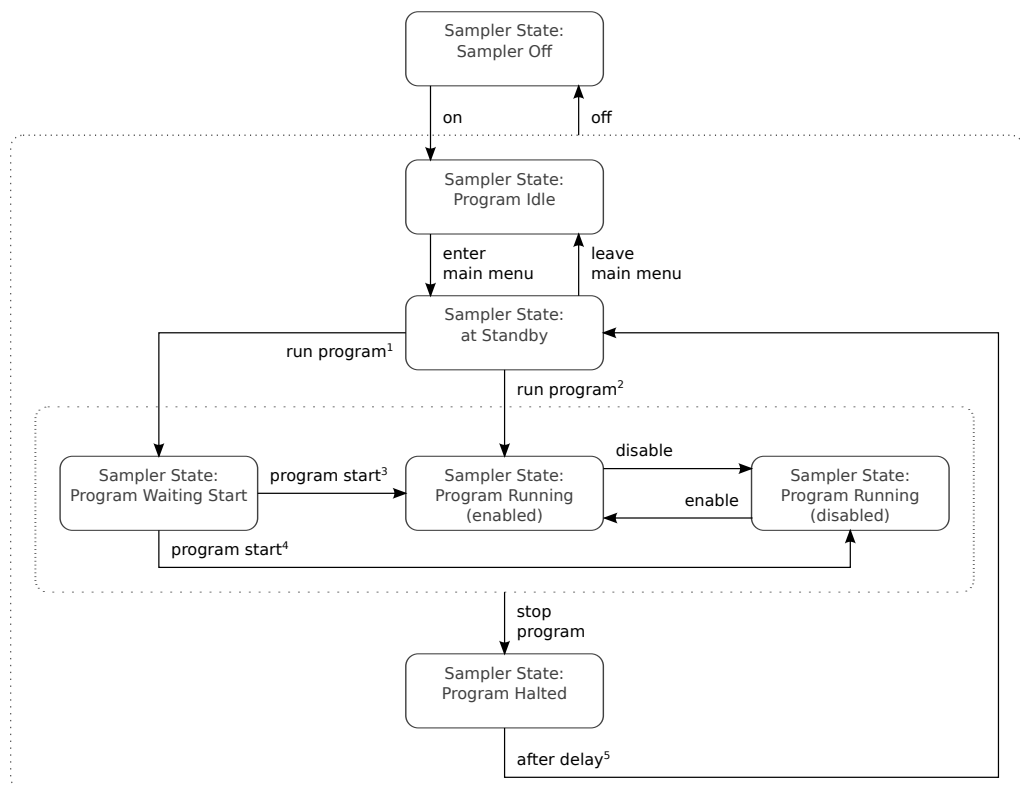 Sampler State:
Sampler Off
on
off
Sampler State:
Program Idle
enter
main menu
leave
main menu
Sampler State:
at Standby
run program¹
run program²
Sampler State:
Program Waiting Start
program start³
Sampler State:
Program Running
(enabled)
disable
enable
Sampler State:
Program Running
(disabled)
program start⁴
stop
program
Sampler State:
Program Halted
after delay⁵